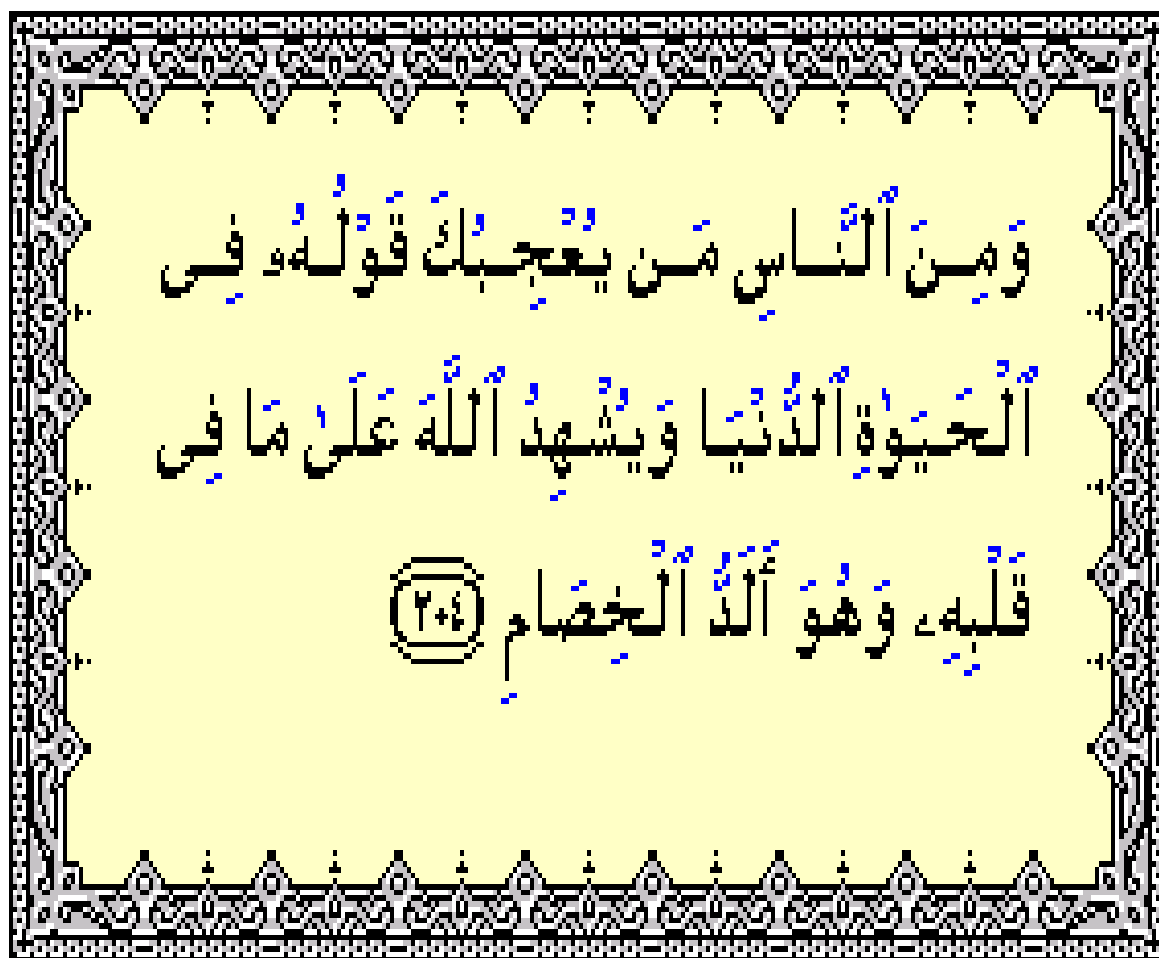 وَمِنَ ٱلنَّاسِ مَن يُعْجِبُكَ قَوْلُهُۥ فِى
ٱلْحَيَوٰةِ ٱلدُّنْيَا وَيُشْهِدُ ٱللَّهَ عَلَىٰ مَا فِى
قَلْبِهِۦ وَهُوَ أَلَدُّ ٱلْخِصَامِ ٢٠٤